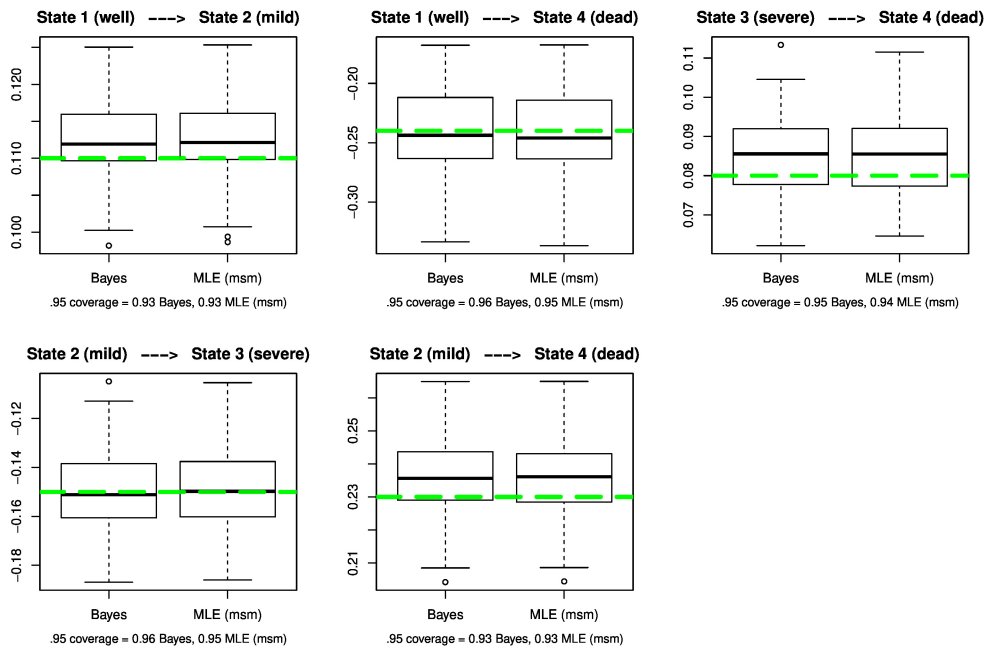 State 1 (well) ---> State 2 (mild)
0.120
0.110
0.100
Bayes
MLE (msm)
.95 coverage = 0.93 Bayes, 0.93 MLE (msm)
State 1 (well) ---> State 4 (dead)
−0.20
−0.25
−0.30
Bayes
MLE (msm)
.95 coverage = 0.96 Bayes, 0.95 MLE (msm)
State 3 (severe) ---> State 4 (dead)
0.11
0.10
0.09
0.08
0.07
Bayes
MLE (msm)
.95 coverage = 0.95 Bayes, 0.94 MLE (msm)
State 2 (mild) ---> State 3 (severe)
−0.12
−0.14
−0.16
−0.18
Bayes
MLE (msm)
.95 coverage = 0.96 Bayes, 0.95 MLE (msm)
State 2 (mild) ---> State 4 (dead)
0.25
0.23
0.21
Bayes
MLE (msm)
.95 coverage = 0.93 Bayes, 0.93 MLE (msm)